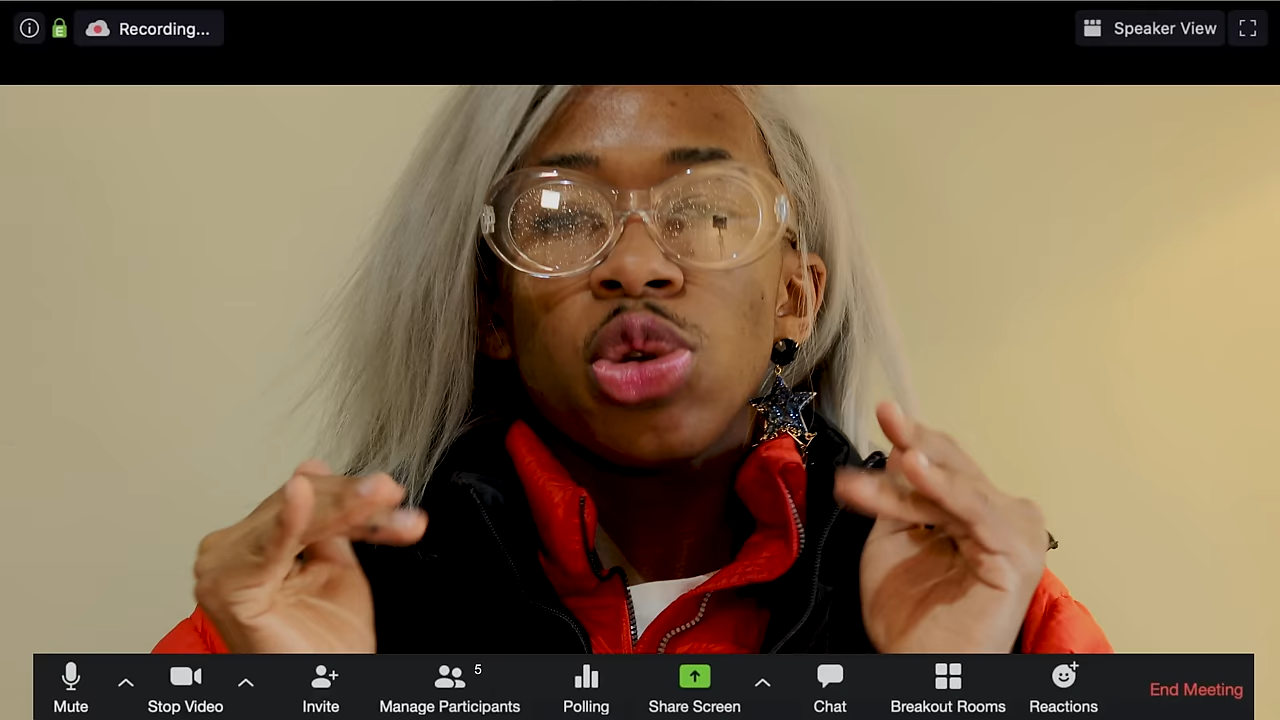 Recording...
Speaker View
5
Mute
Stop Video
Invite
Manage Participants
Polling
Share Screen
Chat
Breakout Rooms
Reactions
End Meeting